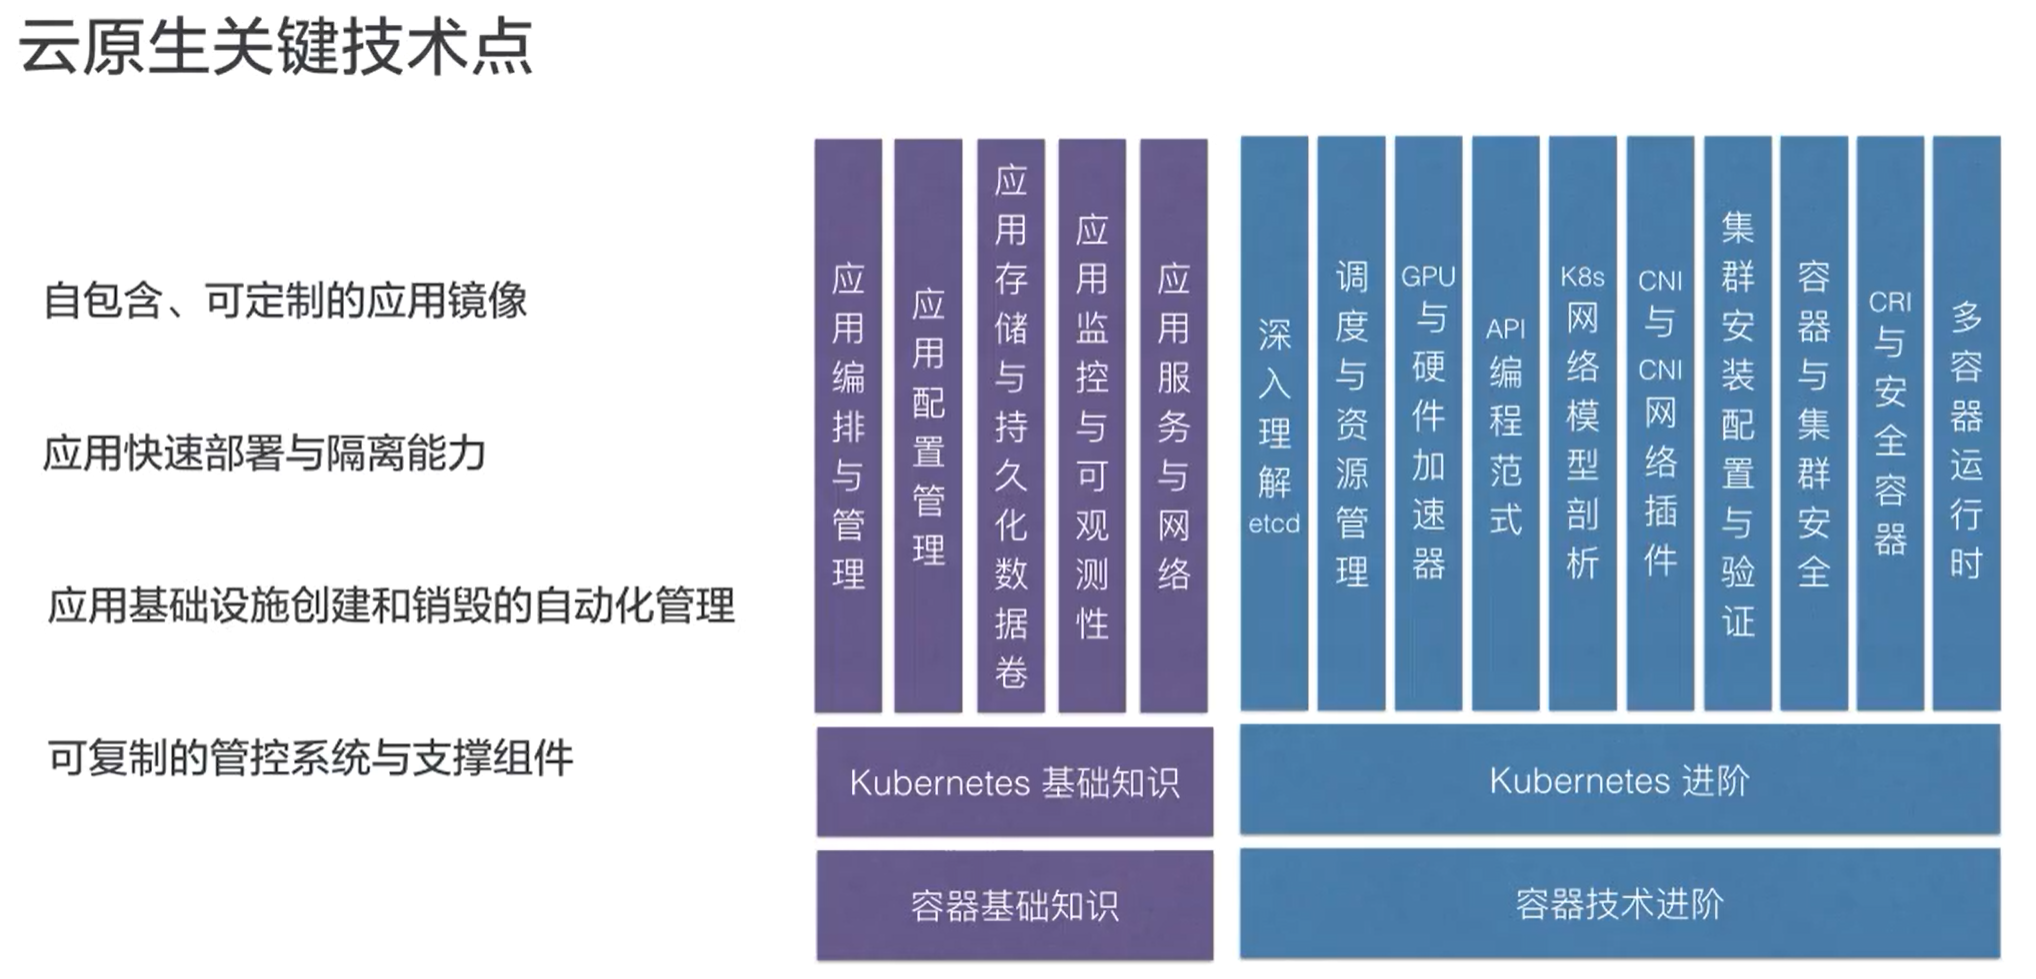 云原生关键技术点
自包含、可定制的应用镜像
应用快速部署与隔离能力
应用基础设施创建和销毁的自动化管理
可复制的管控系统与支撑组件
应用编排与管理
应用配置管理
应用存储与持久化数据卷
应用监控与可观测性
应用服务与网络
Kubernetes 基础知识
容器基础知识
深入理解etcd
调度与资源管理
GPU与硬件加速器
API编程范式
K8s网络模型剖析
CNI与CNI网络插件
集群安装配置与验证
容器与集群安全
CRI与安全容器
多容器运行时
Kubernetes 进阶
容器技术进阶